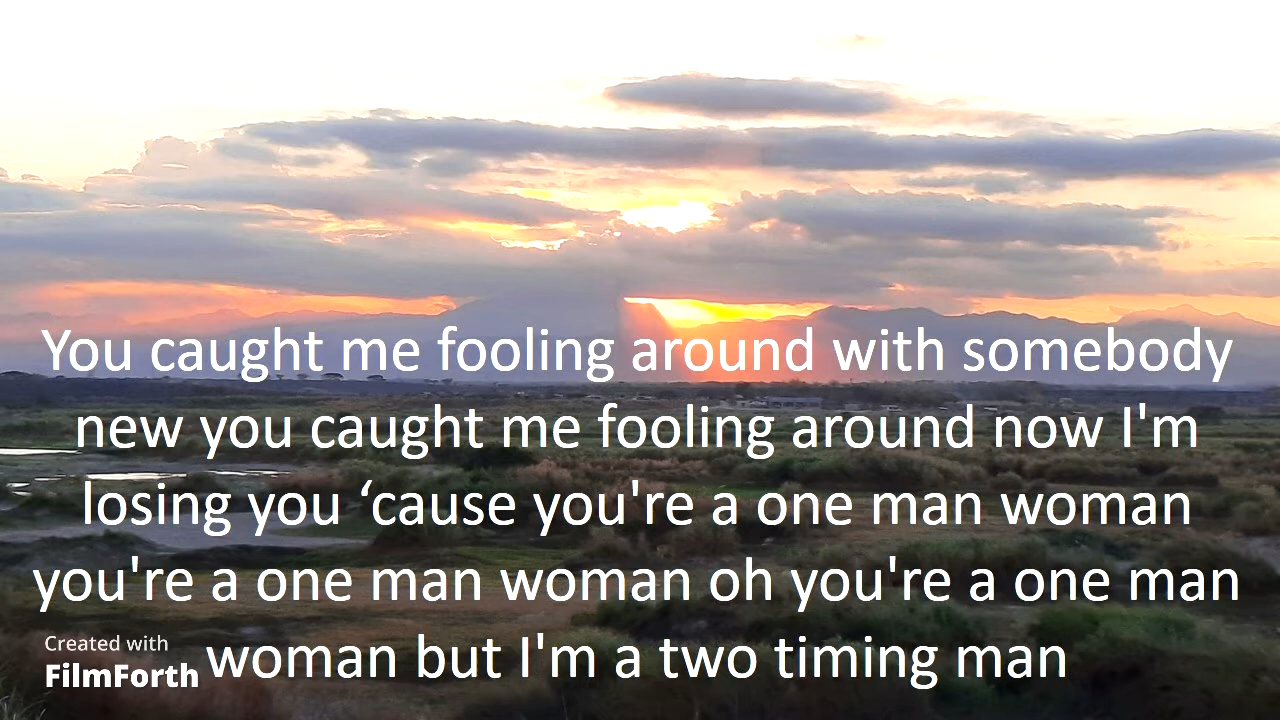 You caught me fooling around with somebody
new you caught me fooling around now I'm
losing you ‘cause you're a one man woman
you're a one man woman oh you're a one man
woman but I'm a two timing man
Created with
FilmForth